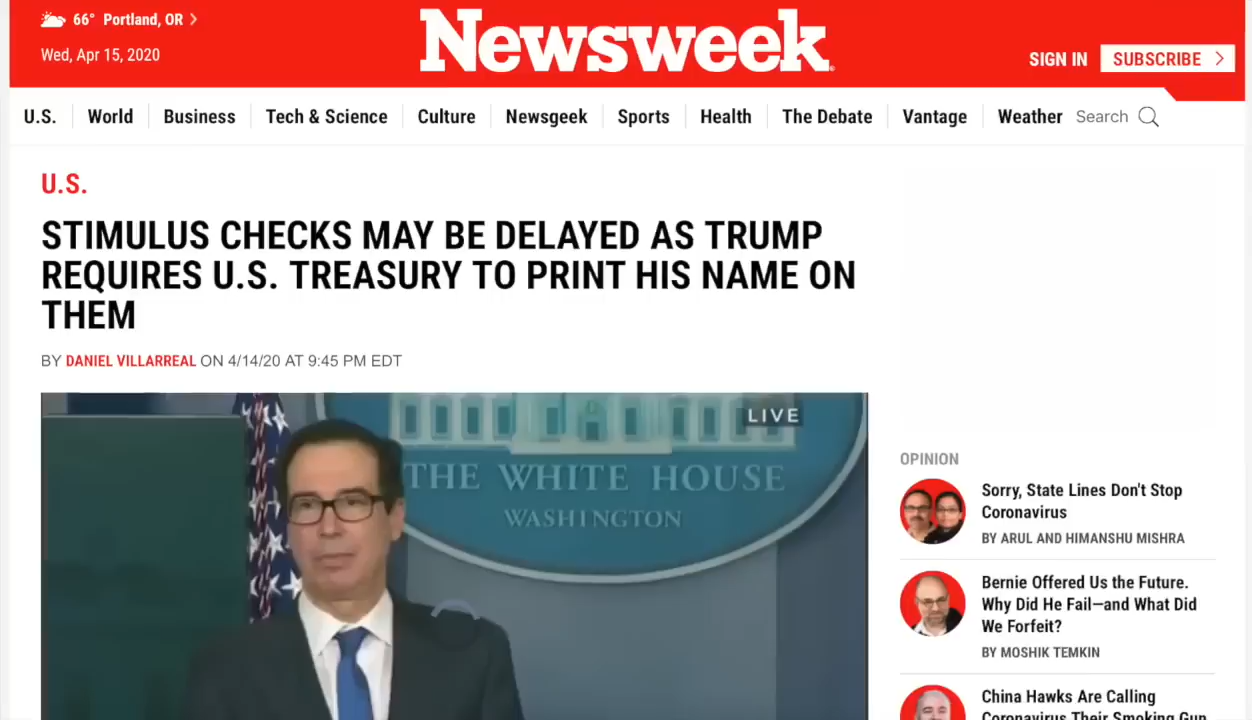 66° Portland, OR
Wed, Apr 15, 2020
Newsweek
SIGN IN
SUBSCRIBE
U.S. World Business Tech & Science Culture Newsgeek Sports Health The Debate Vantage Weather Search
U.S.
STIMULUS CHECKS MAY BE DELAYED AS TRUMP
REQUIRES U.S. TREASURY TO PRINT HIS NAME ON
THEM
BY DANIEL VILLARREAL ON 4/14/20 AT 9:45 PM EDT
LIVE
THE WHITE HOUSE
WASHINGTON
OPINION
Sorry, State Lines Don't Stop
Coronavirus
BY ARUL AND HIMANSHU MISHRA
Bernie Offered Us the Future.
Why Did He Fail—and What Did
We Forfeit?
BY MOSHIK TEMKIN
China Hawks Are Calling
Coronavirus Their Smoking Gun